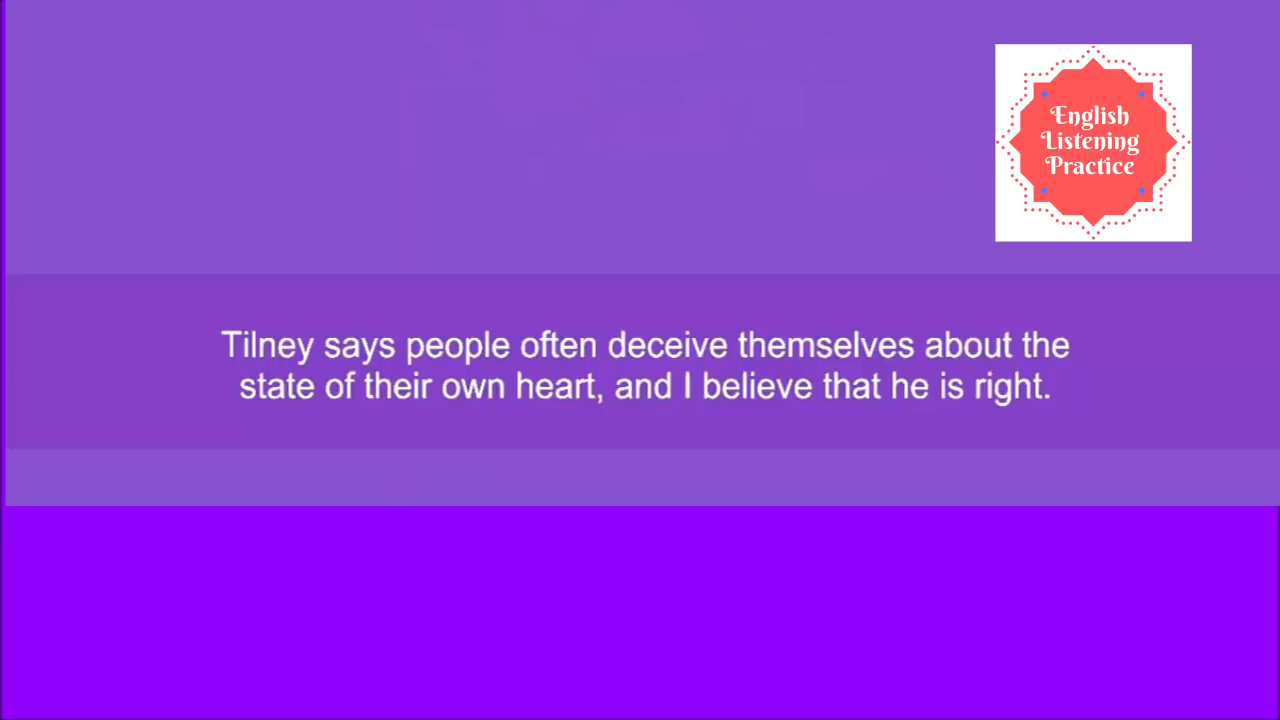 English
Listening
Practice
Tilney says people often deceive themselves about the
state of their own heart, and I believe that he is right.